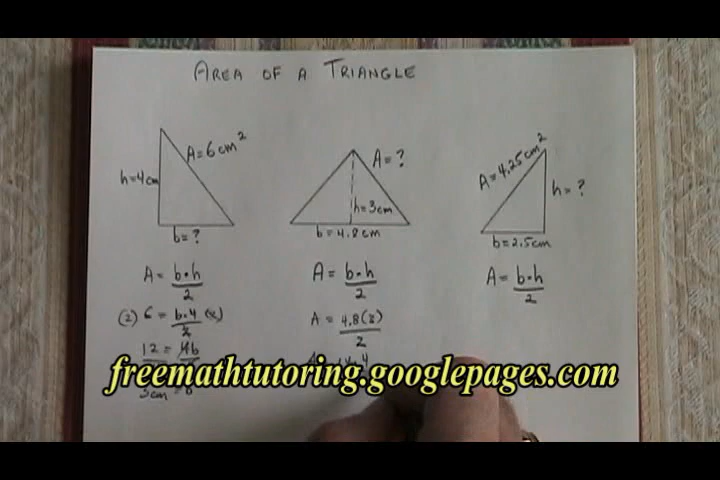 AREA OF A TRIANGLE
A=6cm²
h=4cm
b=?
A = b•h
2
(2) 6 = b•4 (2)
2
12 = 4b
3cm = b
A=?
h=3cm
b=4.8cm
A = b•h
2
A = 4.8(3)
2
A=4.25cm²
h=?
b=2.5cm
A = b•h
2
freemathtutoring.googlepages.com